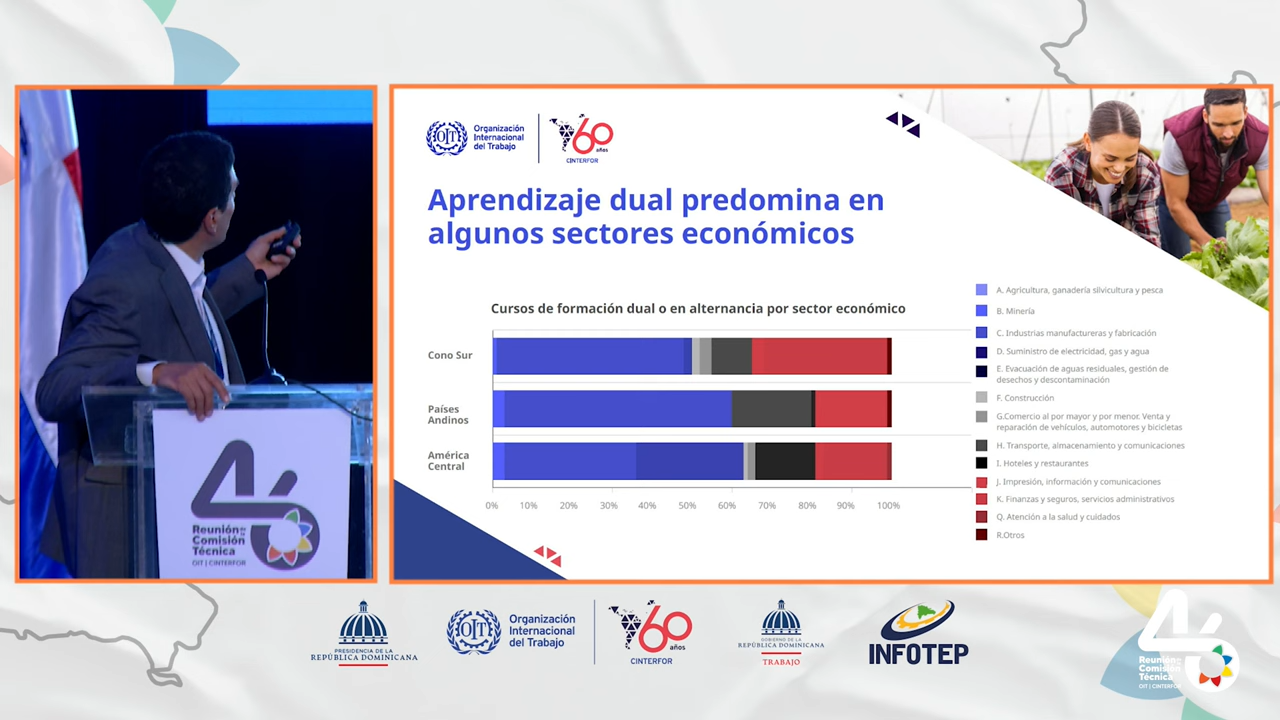 Organización
Internacional
del Trabajo
60
años
CINTERFOR
Aprendizaje dual predomina en
algunos sectores económicos
Cursos de formación dual o en alternancia por sector económico
Cono Sur
Países
Andinos
América
Central
0% 10% 20% 30% 40% 50% 60% 70% 80% 90% 100%
A. Agricultura, ganadería silvicultura y pesca
B. Minería
C. Industrias manufactureras y fabricación
D. Suministro de electricidad, gas y agua
E. Evacuación de aguas residuales, gestión de
desechos y descontaminación
F. Construcción
G.Comercio al por mayor y por menor. Venta y
reparación de vehículos, automotores y bicicletas
H. Transporte, almacenamiento y comunicaciones
I. Hoteles y restaurantes
J. Impresión, información y comunicaciones
K. Finanzas y seguros, servicios administrativos
Q. Atención a la salud y cuidados
R.Otros
46
Reunión de
Comisión
Técnica
OIT | CINTERFOR
PRESIDENCIA DE LA
REPÚBLICA DOMINICANA
Organización
Internacional
del Trabajo
60
años
CINTERFOR
GOBIERNO DE LA
REPÚBLICA DOMINICANA
TRABAJO
INFOTEP
46
Reunión de
Comisión
Técnica
OIT | CINTERFOR